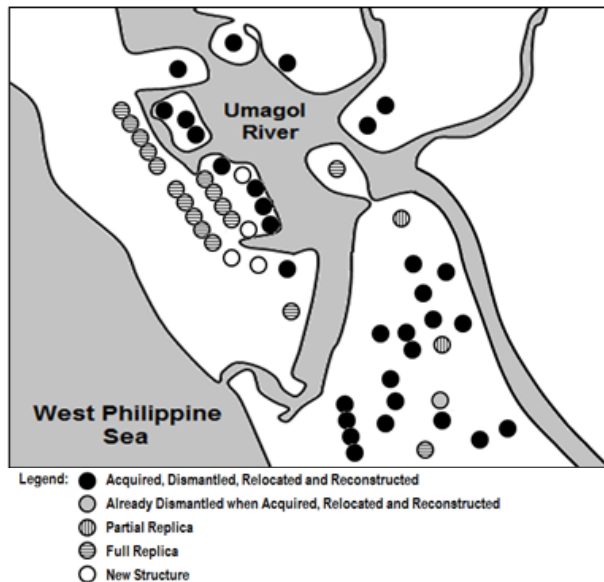 Umagol
River
West Philippine
Sea
Legend: Acquired, Dismantled, Relocated and Reconstructed
Already Dismantled when Acquired, Relocated and Reconstructed
Partial Replica
Full Replica
New Structure